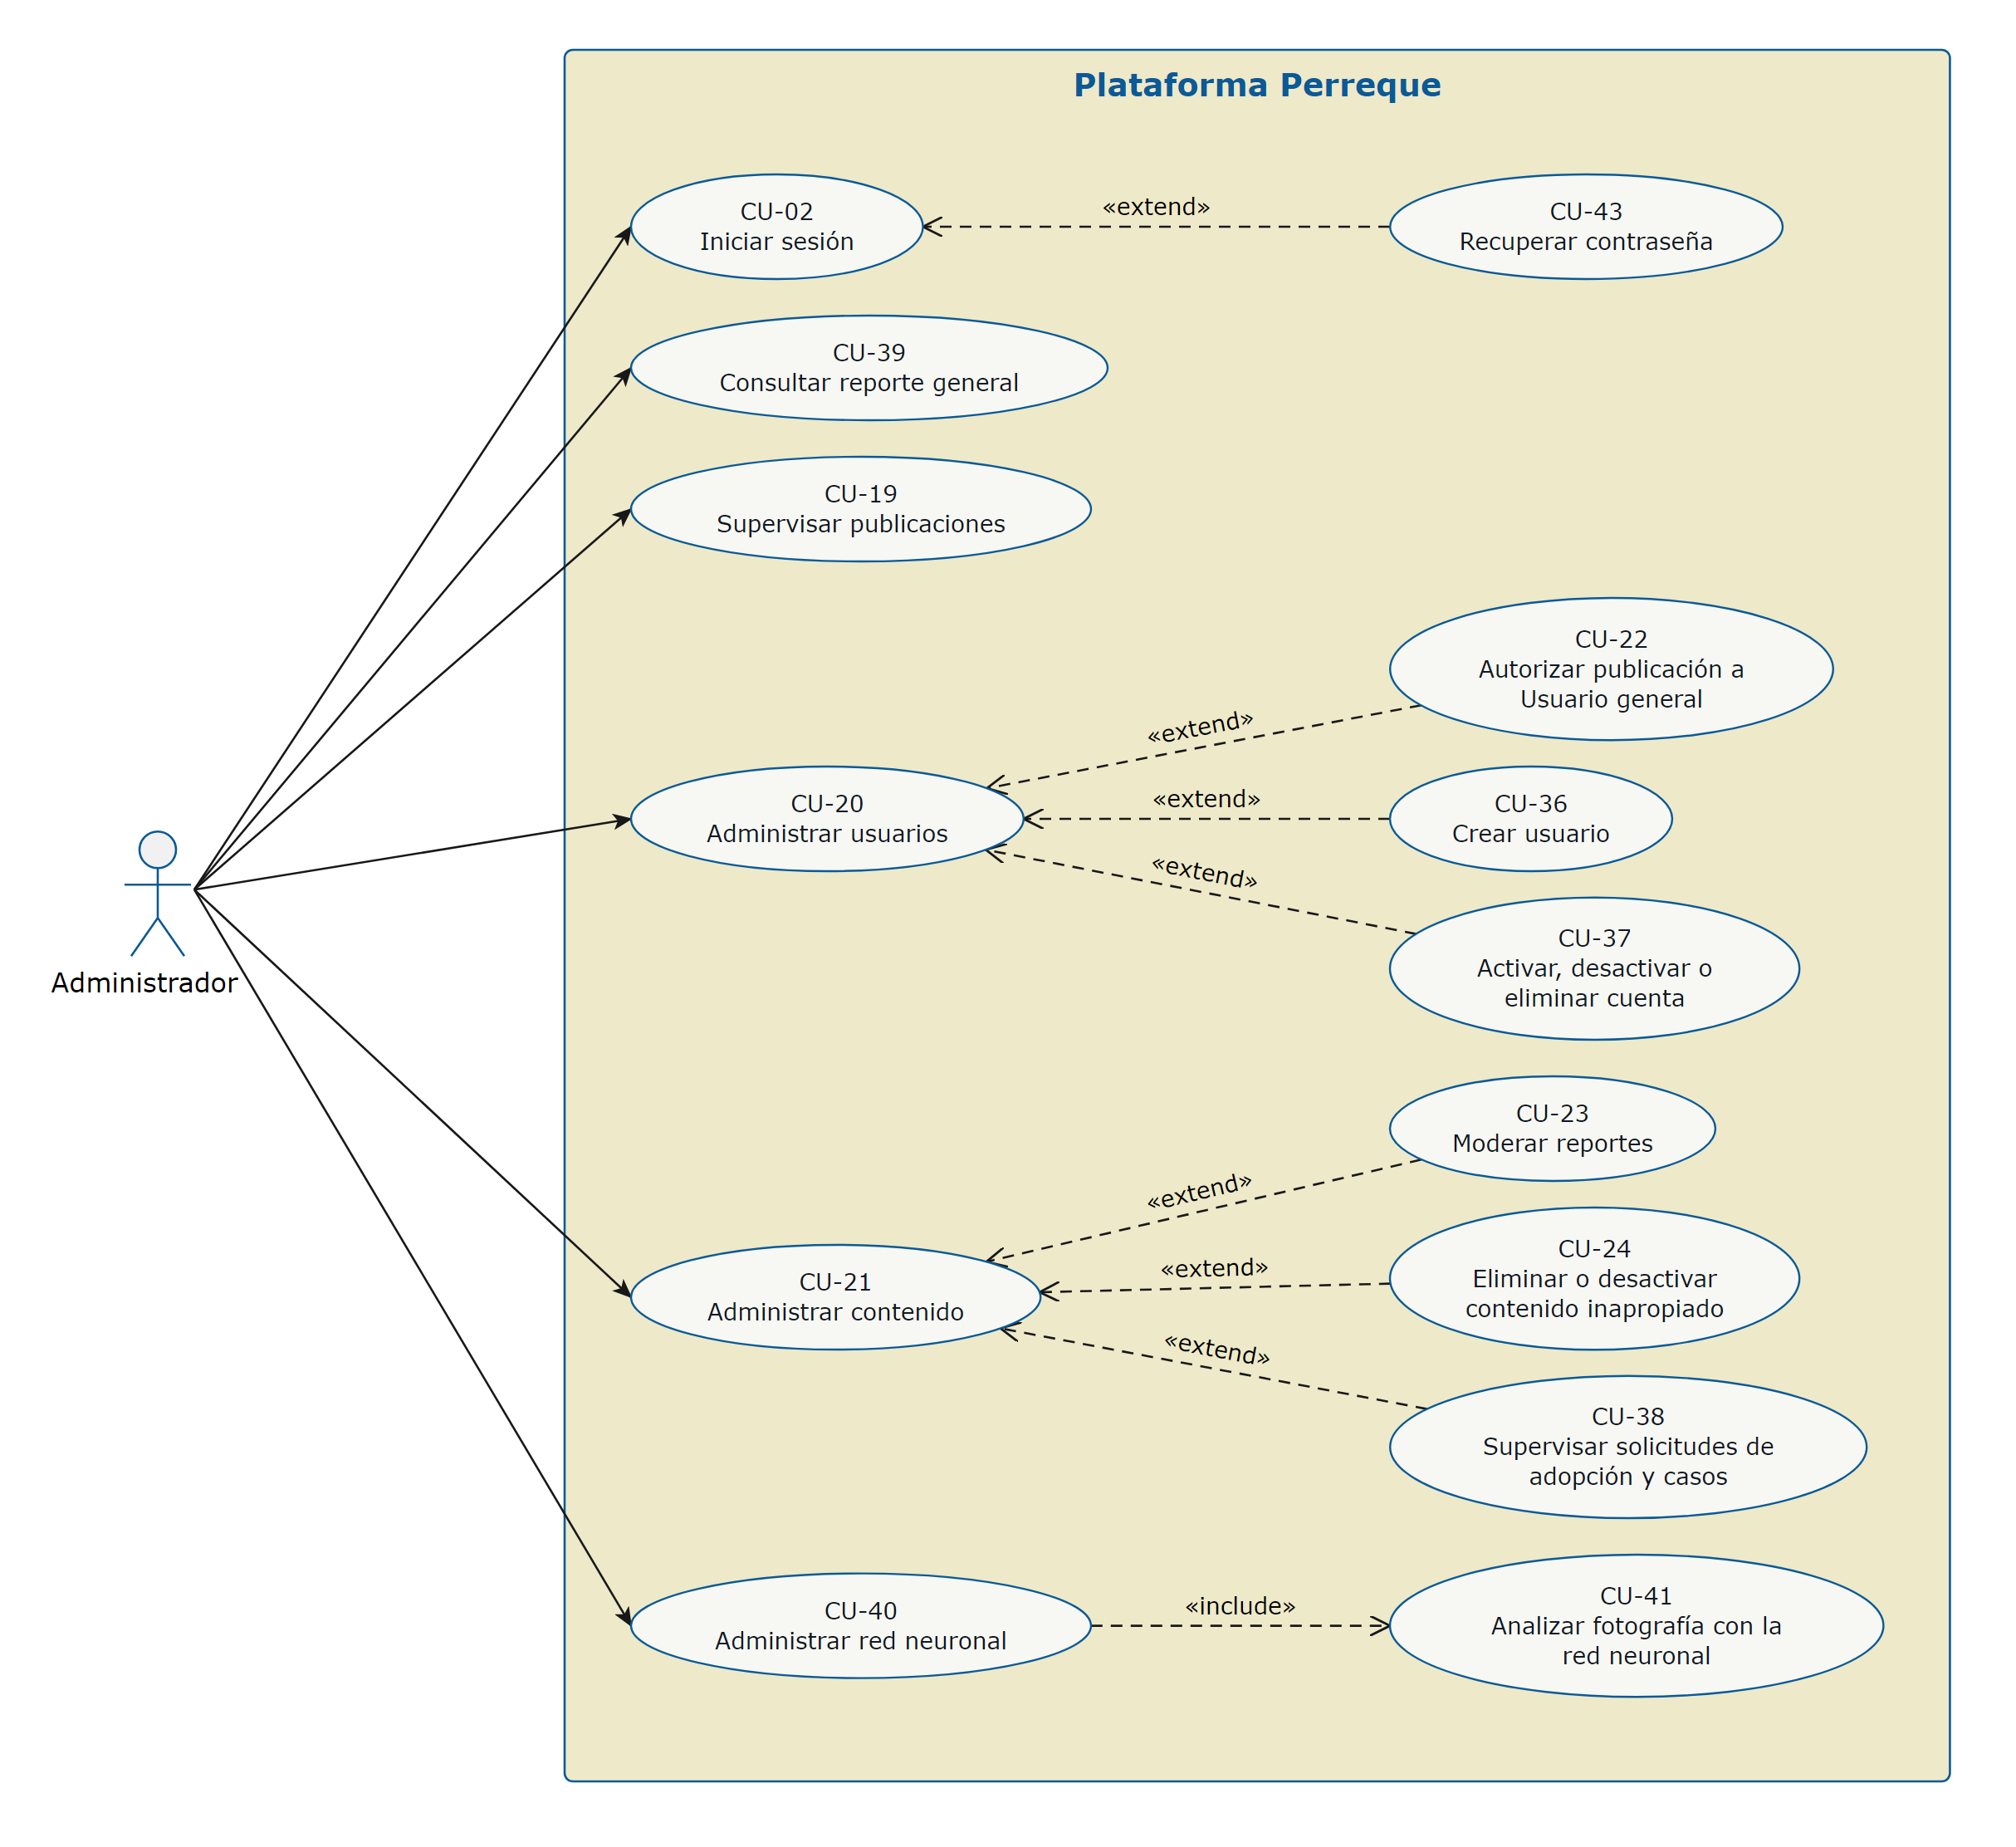 Plataforma Perreque
CU-02
Iniciar sesión
«extend»
CU-43
Recuperar contraseña
CU-39
Consultar reporte general
CU-19
Supervisar publicaciones
CU-22
Autorizar publicación a
Usuario general
«extend»
CU-20
Administrar usuarios
«extend»
CU-36
Crear usuario
«extend»
CU-37
Activar, desactivar o
eliminar cuenta
Administrador
CU-23
Moderar reportes
«extend»
CU-21
Administrar contenido
«extend»
CU-24
Eliminar o desactivar
contenido inapropiado
«extend»
CU-38
Supervisar solicitudes de
adopción y casos
CU-40
Administrar red neuronal
«include»
CU-41
Analizar fotografía con la
red neuronal